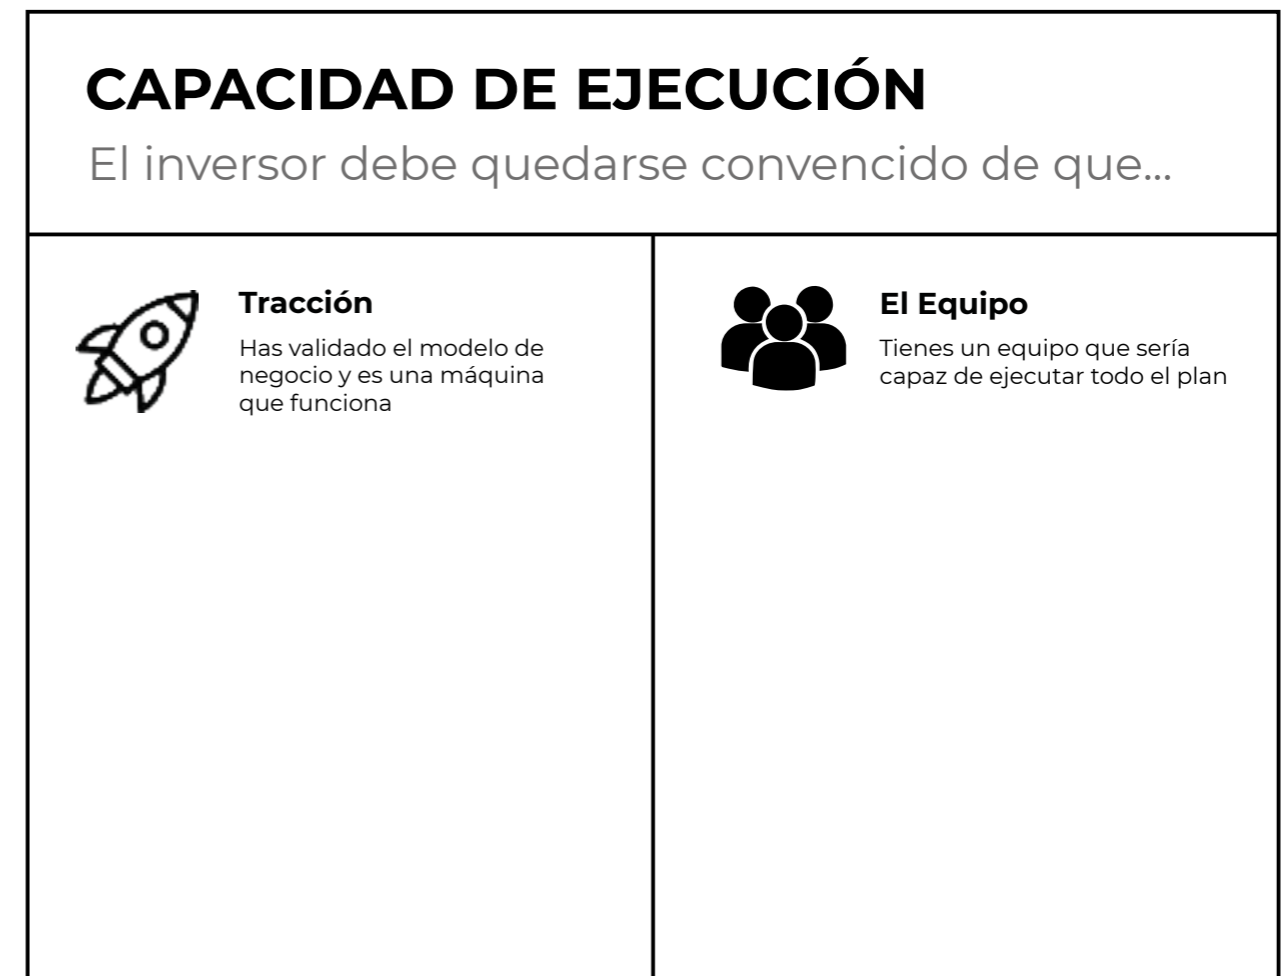 CAPACIDAD DE EJECUCIÓN
El inversor debe quedarse convencido de que...
Tracción
Has validado el modelo de
negocio y es una máquina
que funciona
El Equipo
Tienes un equipo que sería
capaz de ejecutar todo el plan